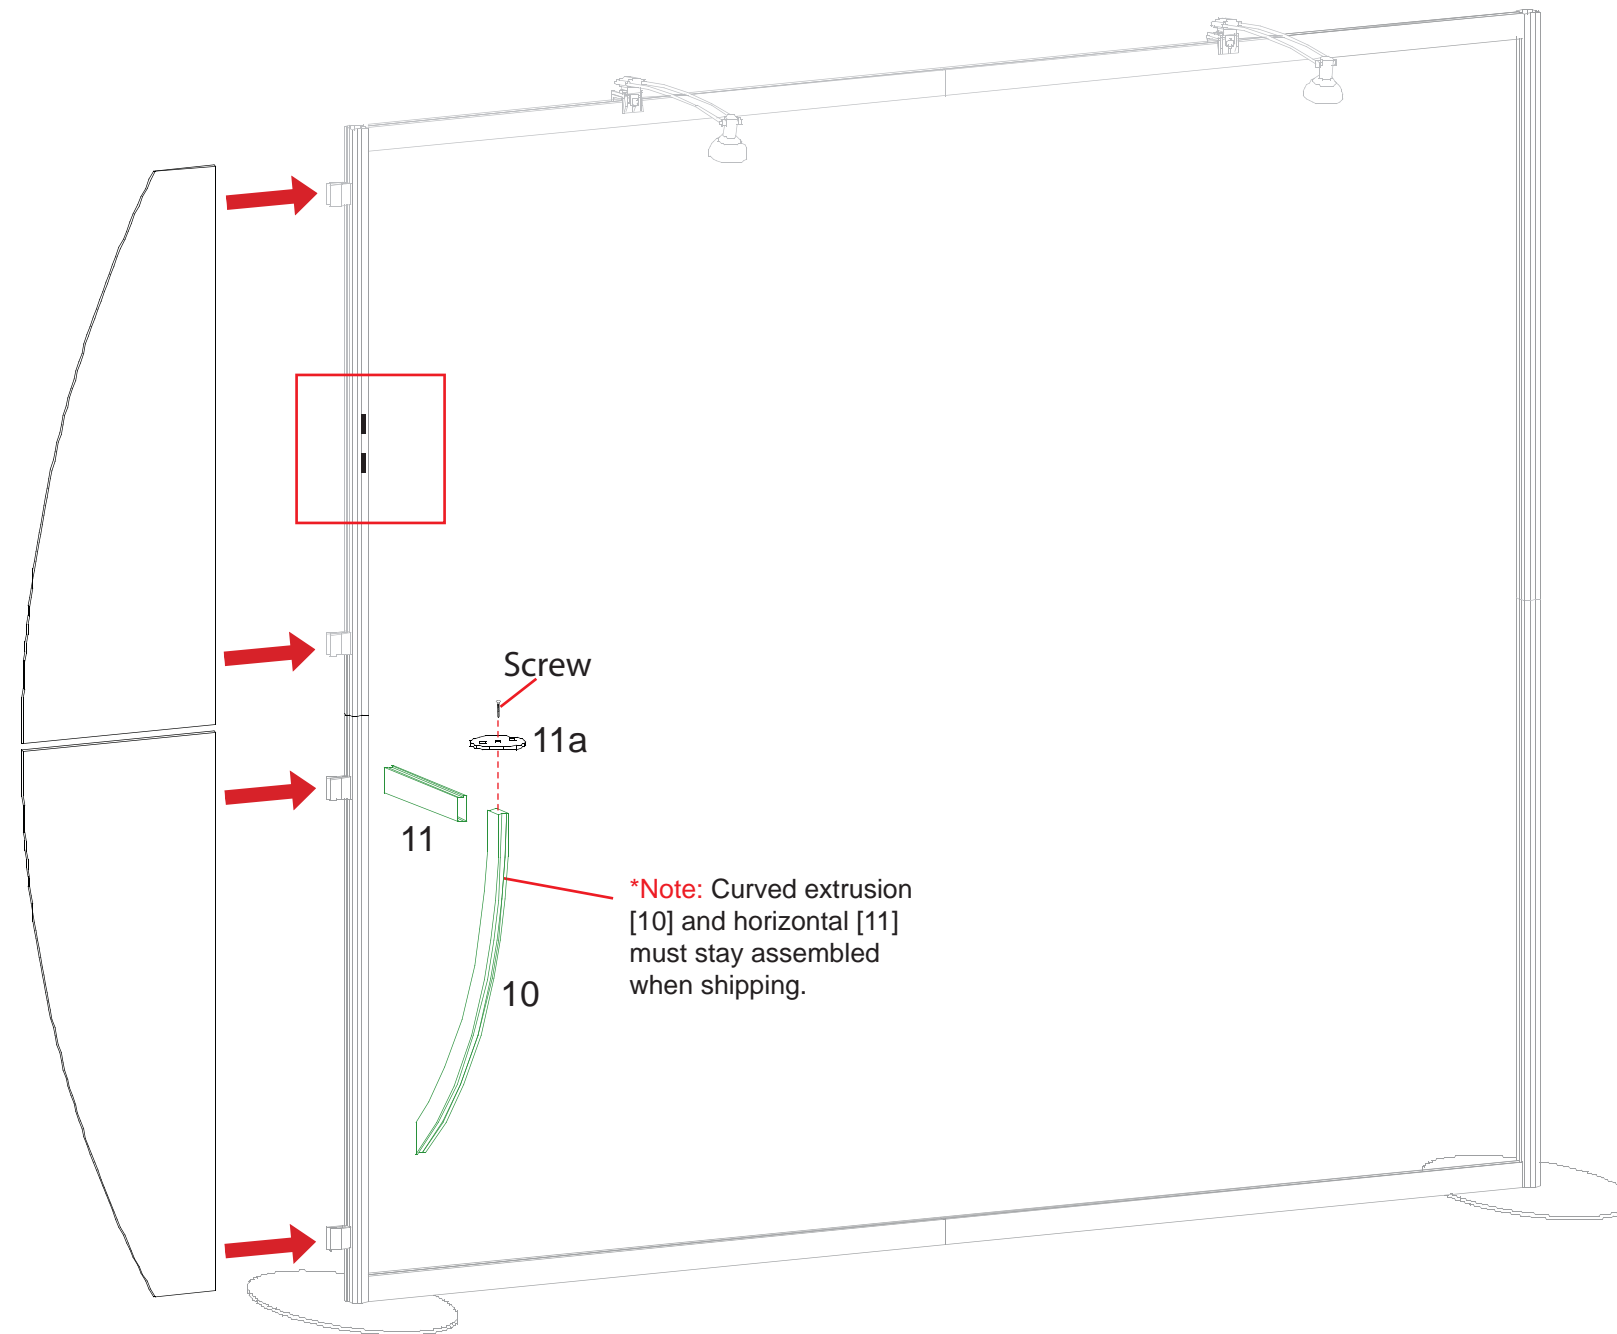 Screw
11a
11
*Note: Curved extrusion
[10] and horizontal [11]
must stay assembled
when shipping.
10